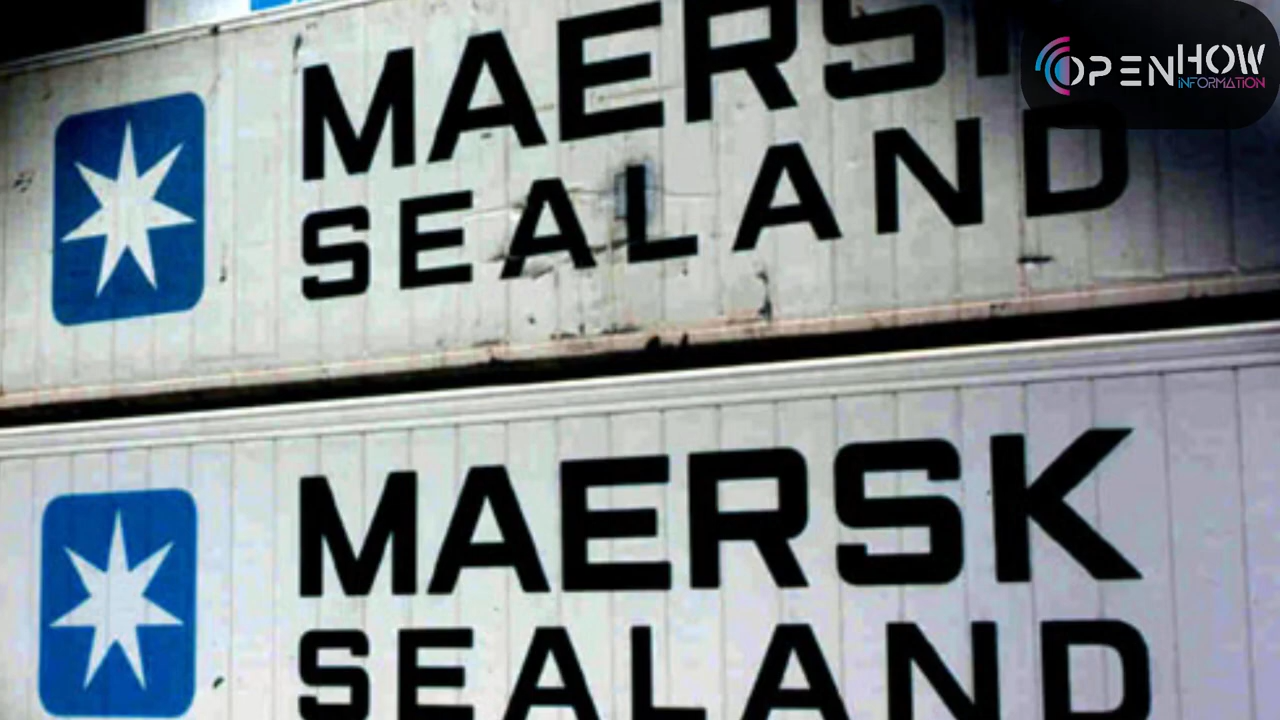 MAERS
SEALAND
OPENHOW
INFORMATION
MAERSK
SEALAND